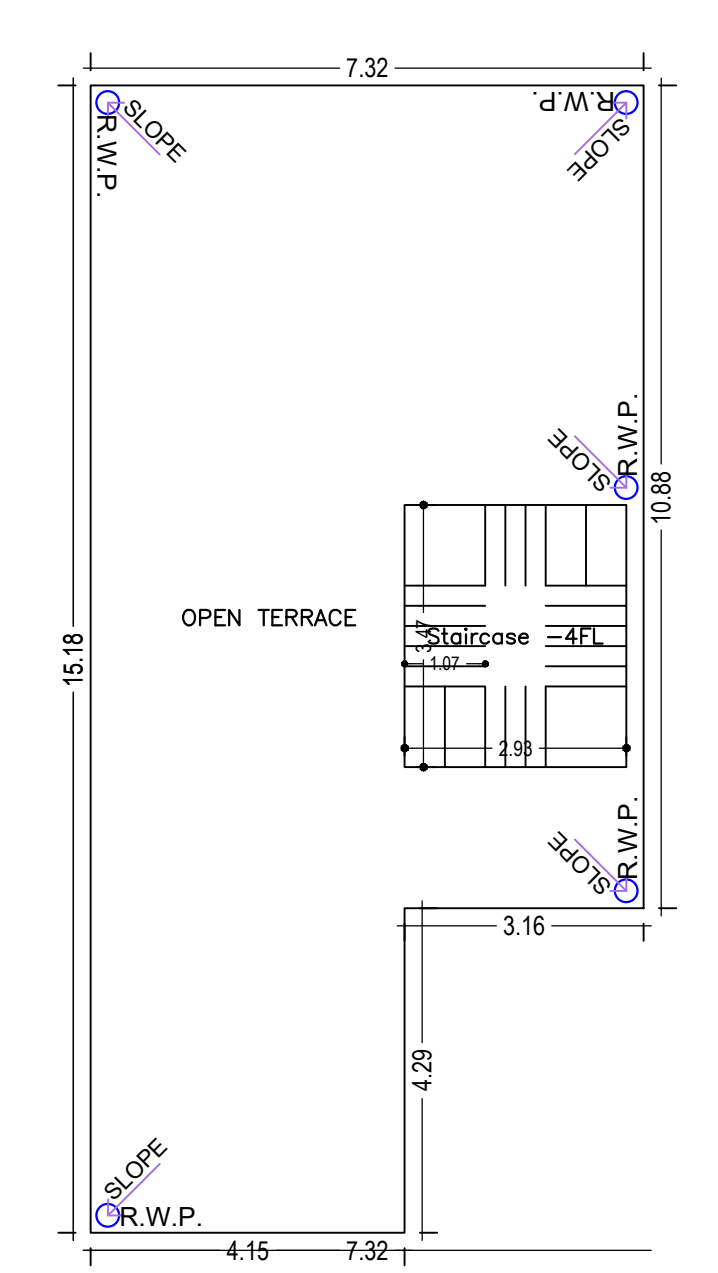 7.32
R.W.P.
SLOPE
R.W.P.
SLOPE
R.W.P.
SLOPE
10.88
OPEN TERRACE
Staircase -4FL
3.47
1.07
15.18
2.93
R.W.P.
SLOPE
3.16
4.29
SLOPE
R.W.P.
4.15
7.32